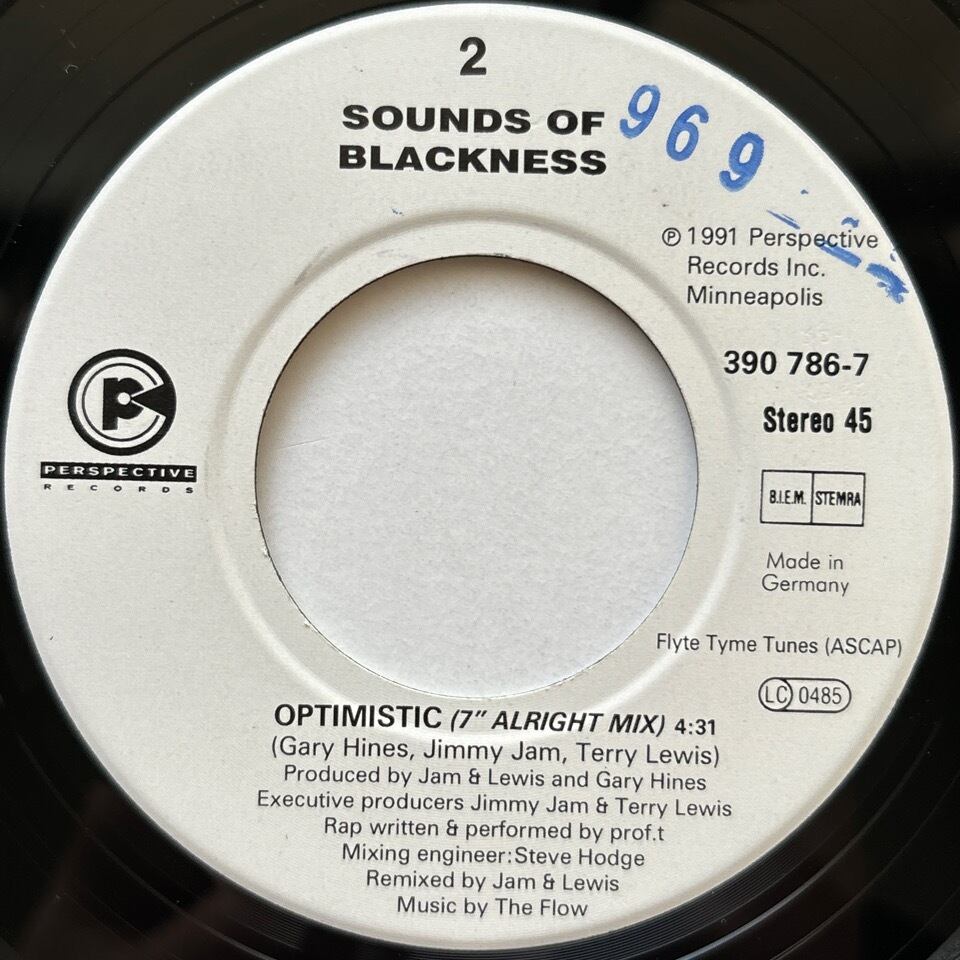 2
SOUNDS OF
BLACKNESS
969
℗ 1991 Perspective
Records Inc.
Minneapolis
390 786-7
Stereo 45
B.I.E.M. STEMRA
Made in
Germany
Flyte Tyme Tunes (ASCAP)
LC 0485
PERSPECTIVE
RECORDS
OPTIMISTIC (7" ALRIGHT MIX) 4:31
(Gary Hines, Jimmy Jam, Terry Lewis)
Produced by Jam & Lewis and Gary Hines
Executive producers Jimmy Jam & Terry Lewis
Rap written & performed by prof.t
Mixing engineer:Steve Hodge
Remixed by Jam & Lewis
Music by The Flow